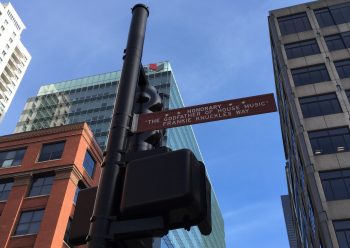 HONORARY
"THE GODFATHER OF HOUSE MUSIC"
FRANKIE KNUCKLES WAY